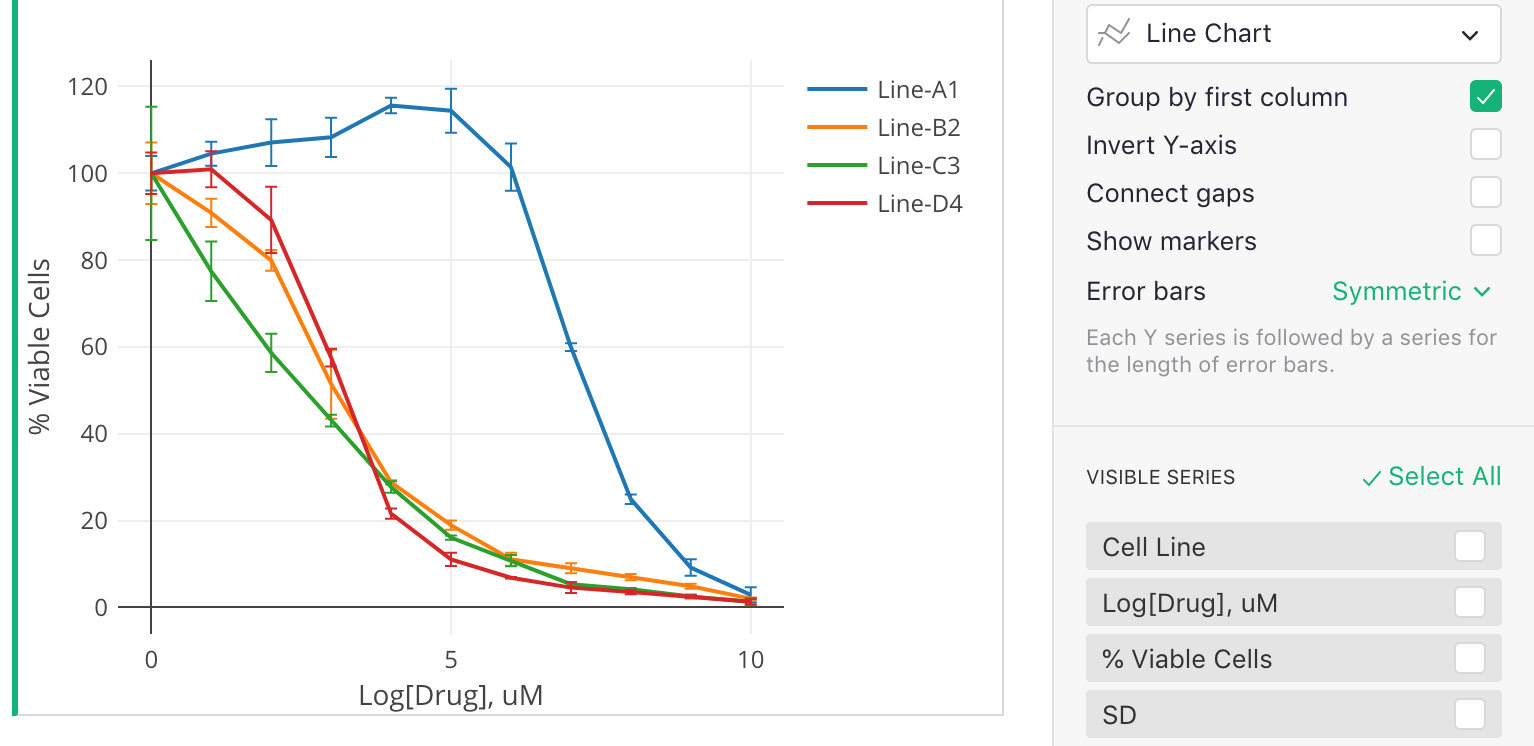 120
100
80
60
40
20
0
0
5
10
% Viable Cells
Log[Drug], uM
Line-A1
Line-B2
Line-C3
Line-D4
Line Chart
Group by first column
Invert Y-axis
Connect gaps
Show markers
Error bars Symmetric
Each Y series is followed by a series for
the length of error bars.
VISIBLE SERIES Select All
Cell Line
Log[Drug], uM
% Viable Cells
SD